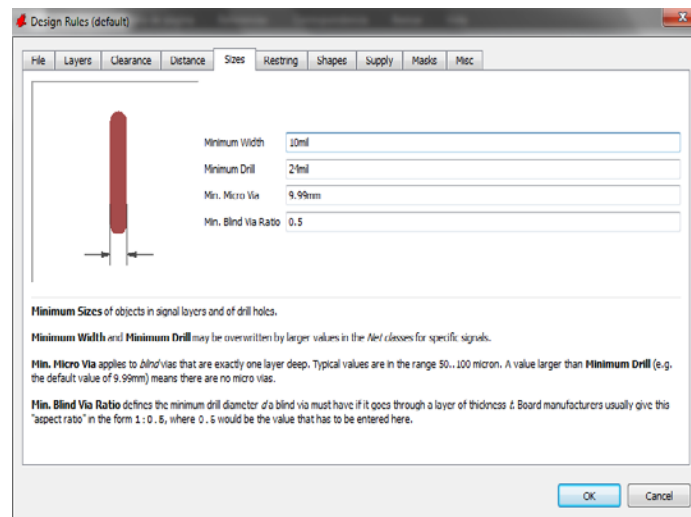 Design Rules (default)
File Layers Clearance Distance Sizes Restring Shapes Supply Masks Misc
Minimum Width 10mil
Minimum Drill 24mil
Min. Micro Via 9.99mm
Min. Blind Via Ratio 0.5
Minimum Sizes of objects in signal layers and of drill holes.
Minimum Width and Minimum Drill may be overwritten by larger values in the Net classes for specific signals.
Min. Micro Via applies to blind vias that are exactly one layer deep. Typical values are in the range 50..100 micron. A value larger than Minimum Drill (e.g.
the default value of 9.99mm) means there are no micro vias.
Min. Blind Via Ratio defines the minimum drill diameter d a blind via must have if it goes through a layer of thickness t. Board manufacturers usually give this
"aspect ratio" in the form 1:0.5, where 0.5 would be the value that has to be entered here.
OK Cancel